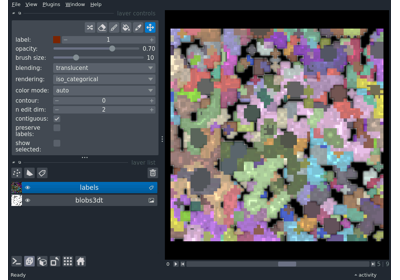 File View Plugins Window Help
layer controls
label: 1
opacity: 0.70
brush size: 10
blending: translucent
rendering: iso_categorical
color mode: auto
contour: 0
n edit dim: 2
contiguous:
preserve
labels:
show
selected:
layer list
labels
blobs3dt
Ready
activity